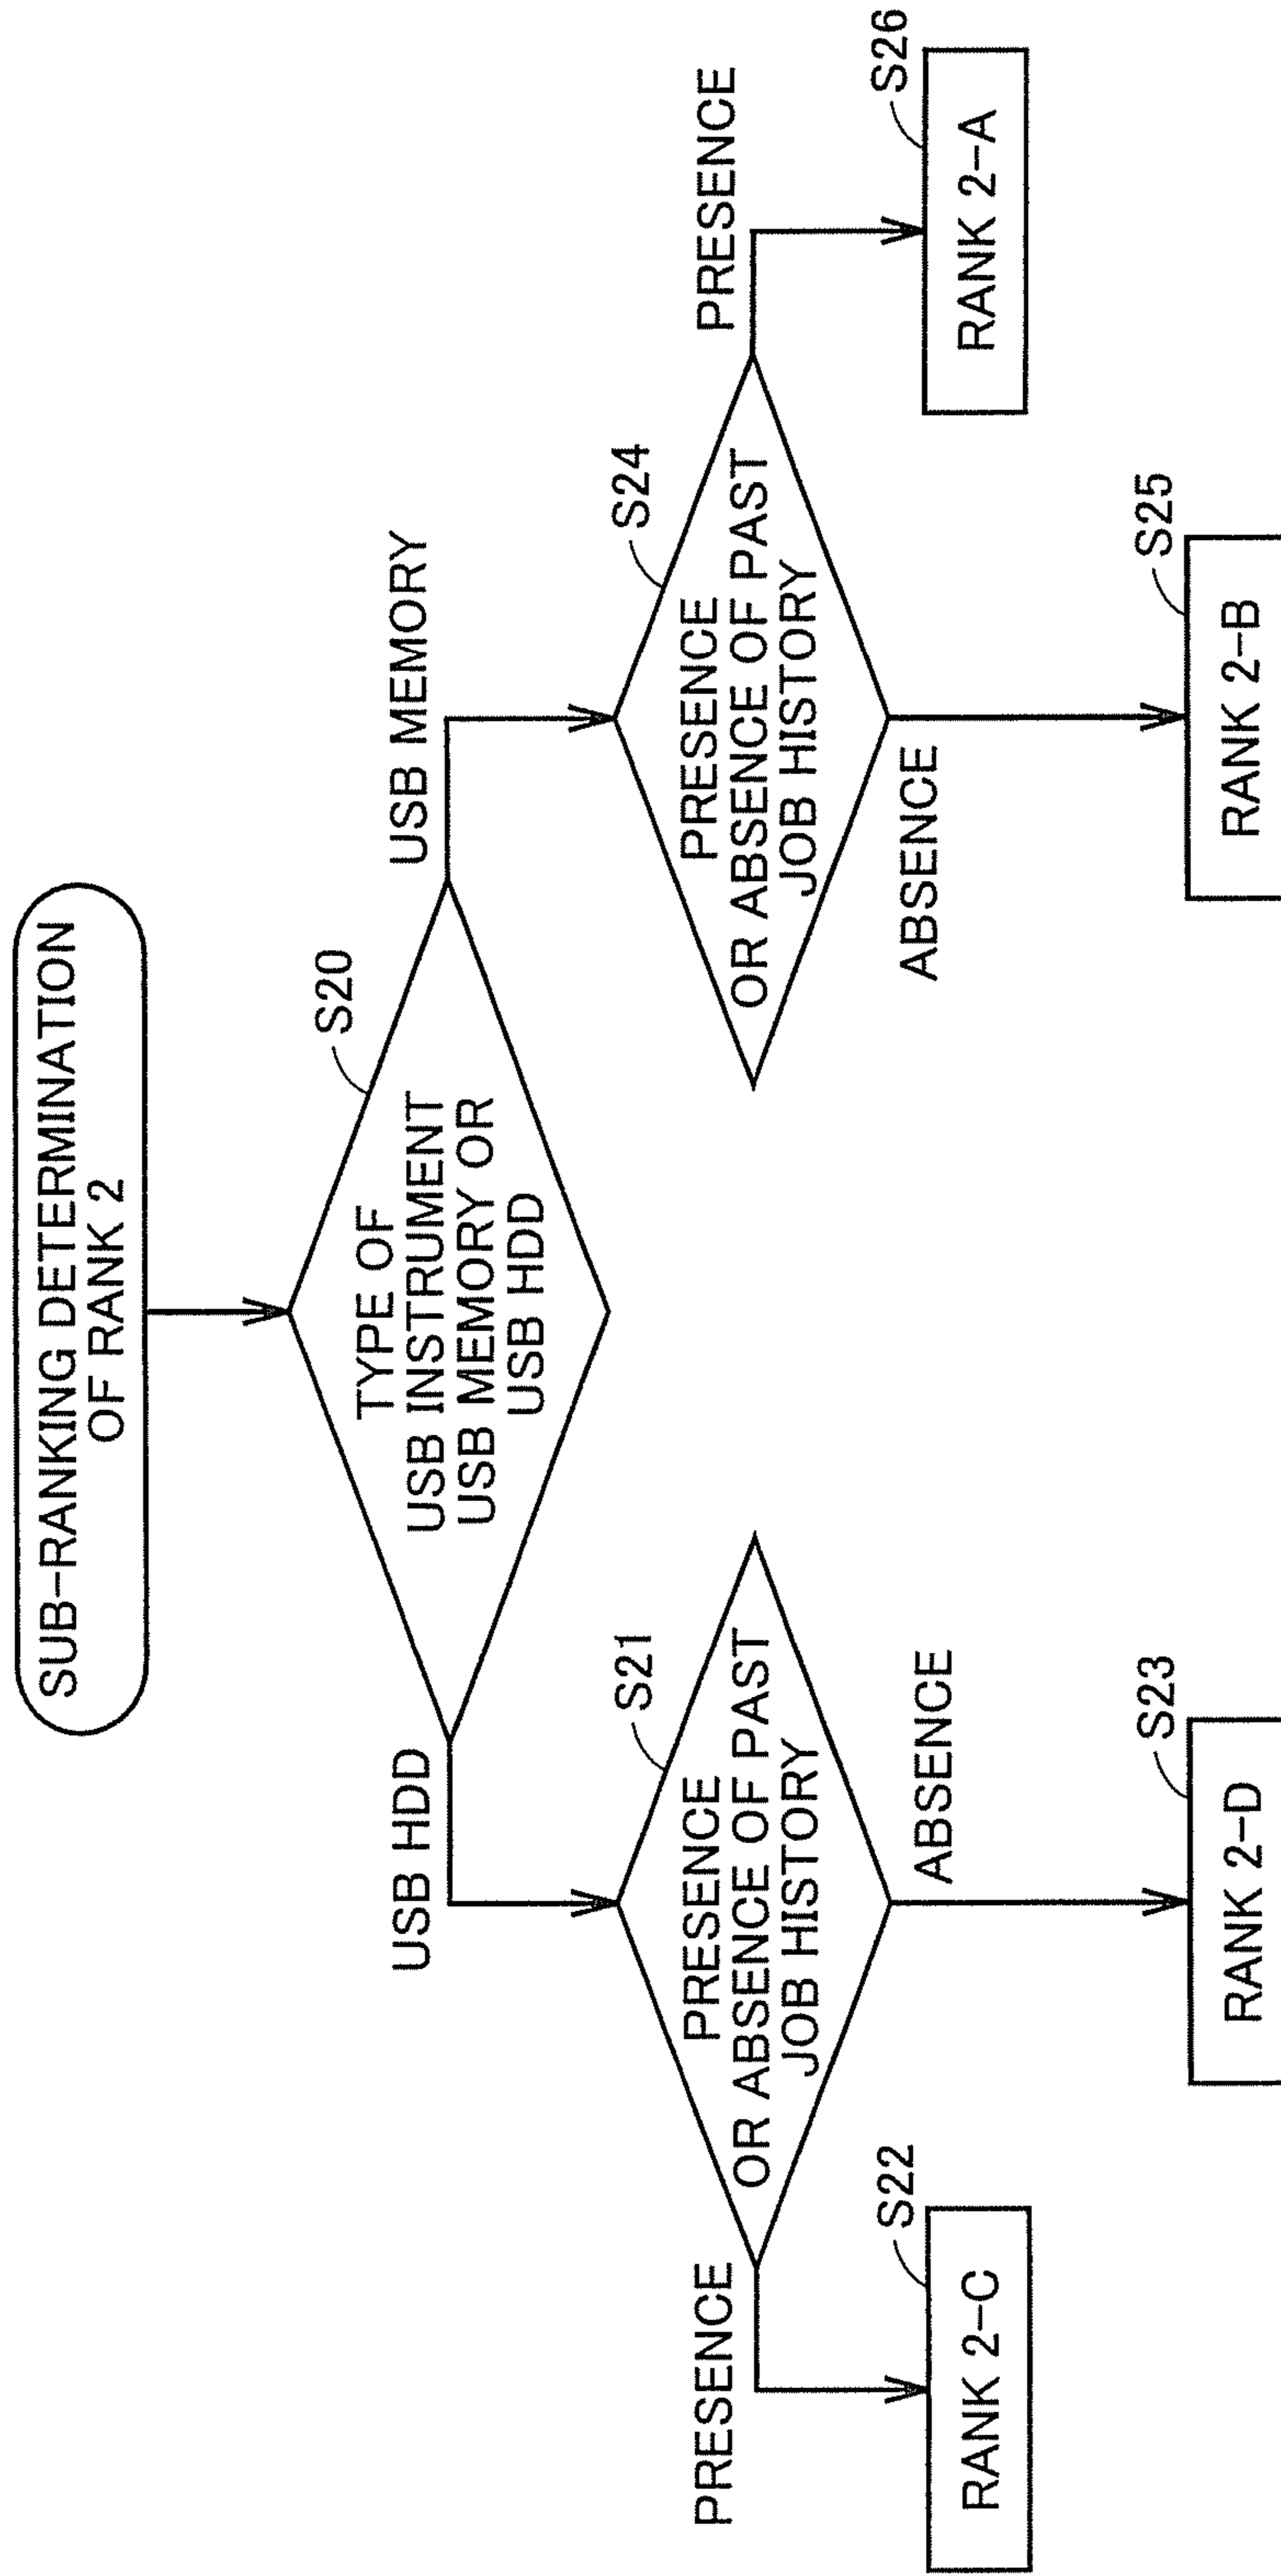 SUB-RANKING DETERMINATION
OF RANK 2
S20
TYPE OF
USB INSTRUMENT
USB MEMORY OR
USB HDD
USB HDD
USB MEMORY
S21
PRESENCE
OR ABSENCE OF PAST
JOB HISTORY
S24
PRESENCE
OR ABSENCE OF PAST
JOB HISTORY
PRESENCE
ABSENCE
ABSENCE
PRESENCE
S22
RANK 2-C
S26
RANK 2-A
S23
RANK 2-D
S25
RANK 2-B